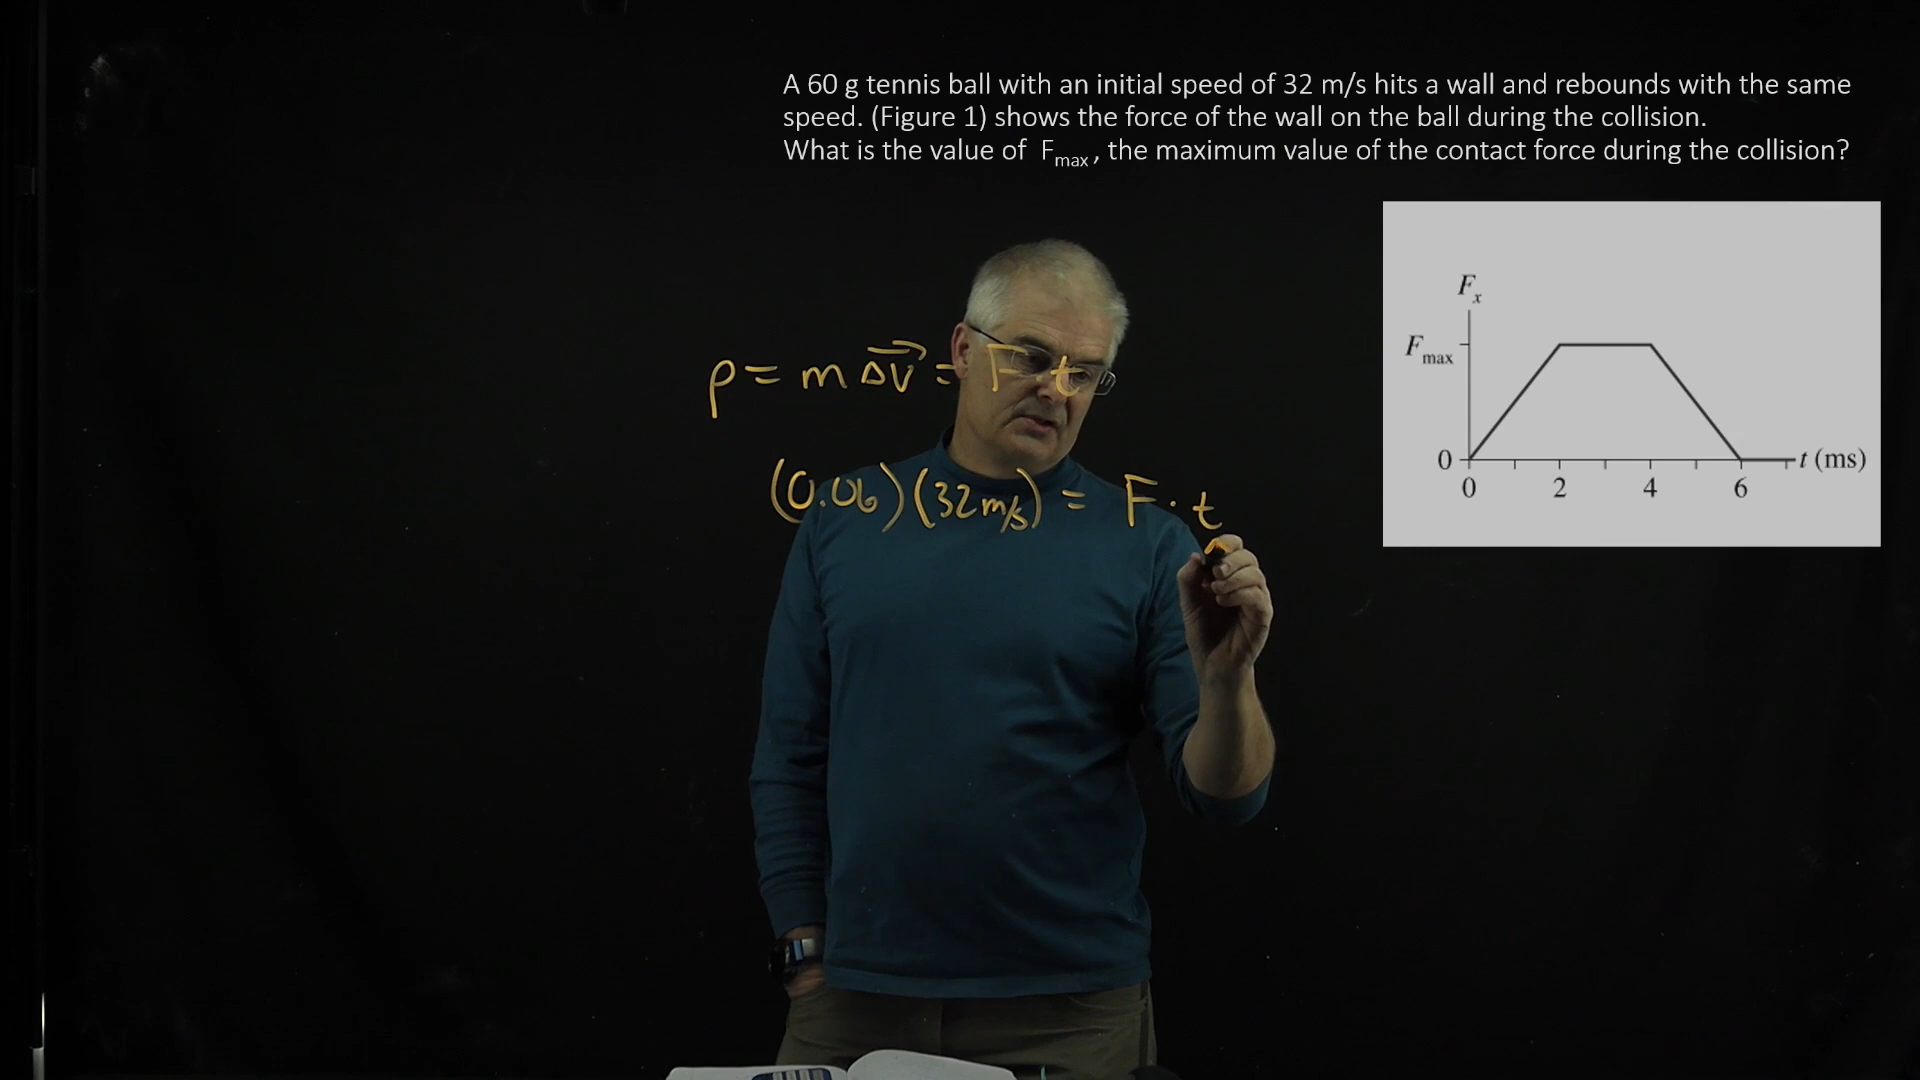 A 60 g tennis ball with an initial speed of 32 m/s hits a wall and rebounds with the same
speed. (Figure 1) shows the force of the wall on the ball during the collision.
What is the value of Fmax, the maximum value of the contact force during the collision?
Fx
Fmax
0
t (ms)
0 2 4 6
ρ = m Δv⃗ = F · t
(0.06)(32 m/s) = F · t